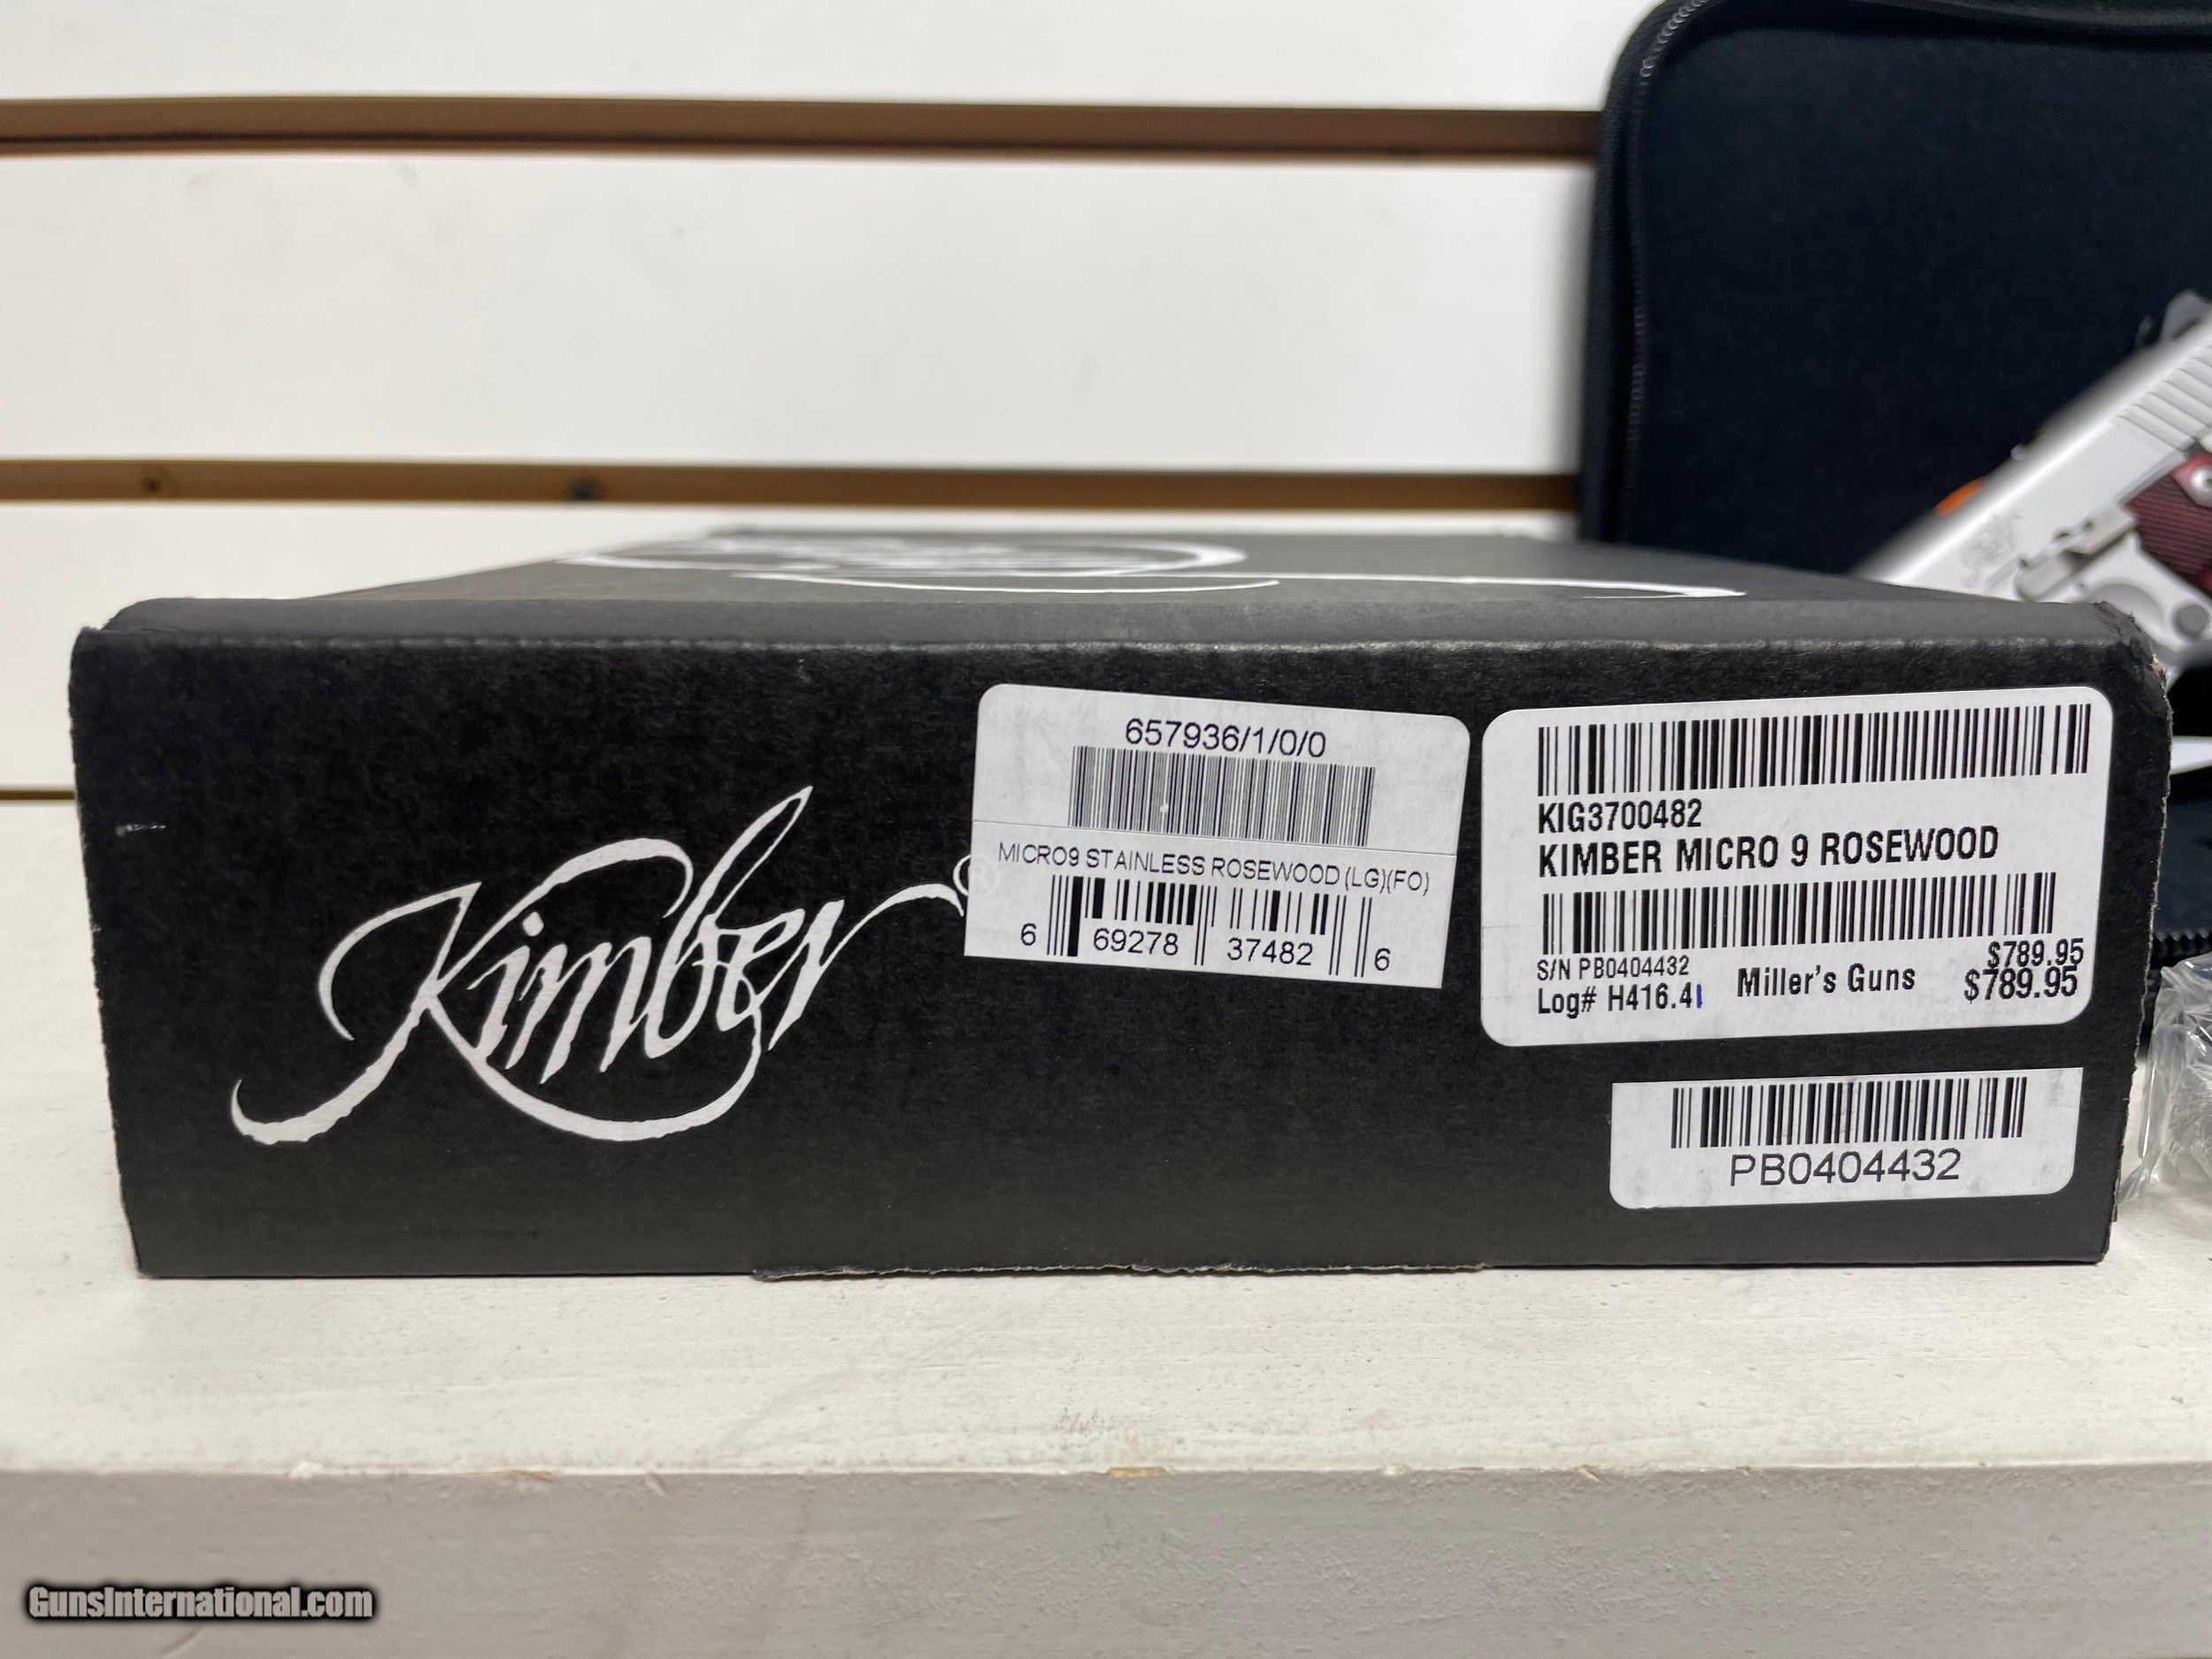 Kimber
657936/1/0/0
MICRO9 STAINLESS ROSEWOOD (LG)(FO)
6 69278 37482 6
KIG3700482
KIMBER MICRO 9 ROSEWOOD
S/N PB0404432
$789.95
Log# H416.41 Miller's Guns $789.95
PB0404432
GunsInternational.com